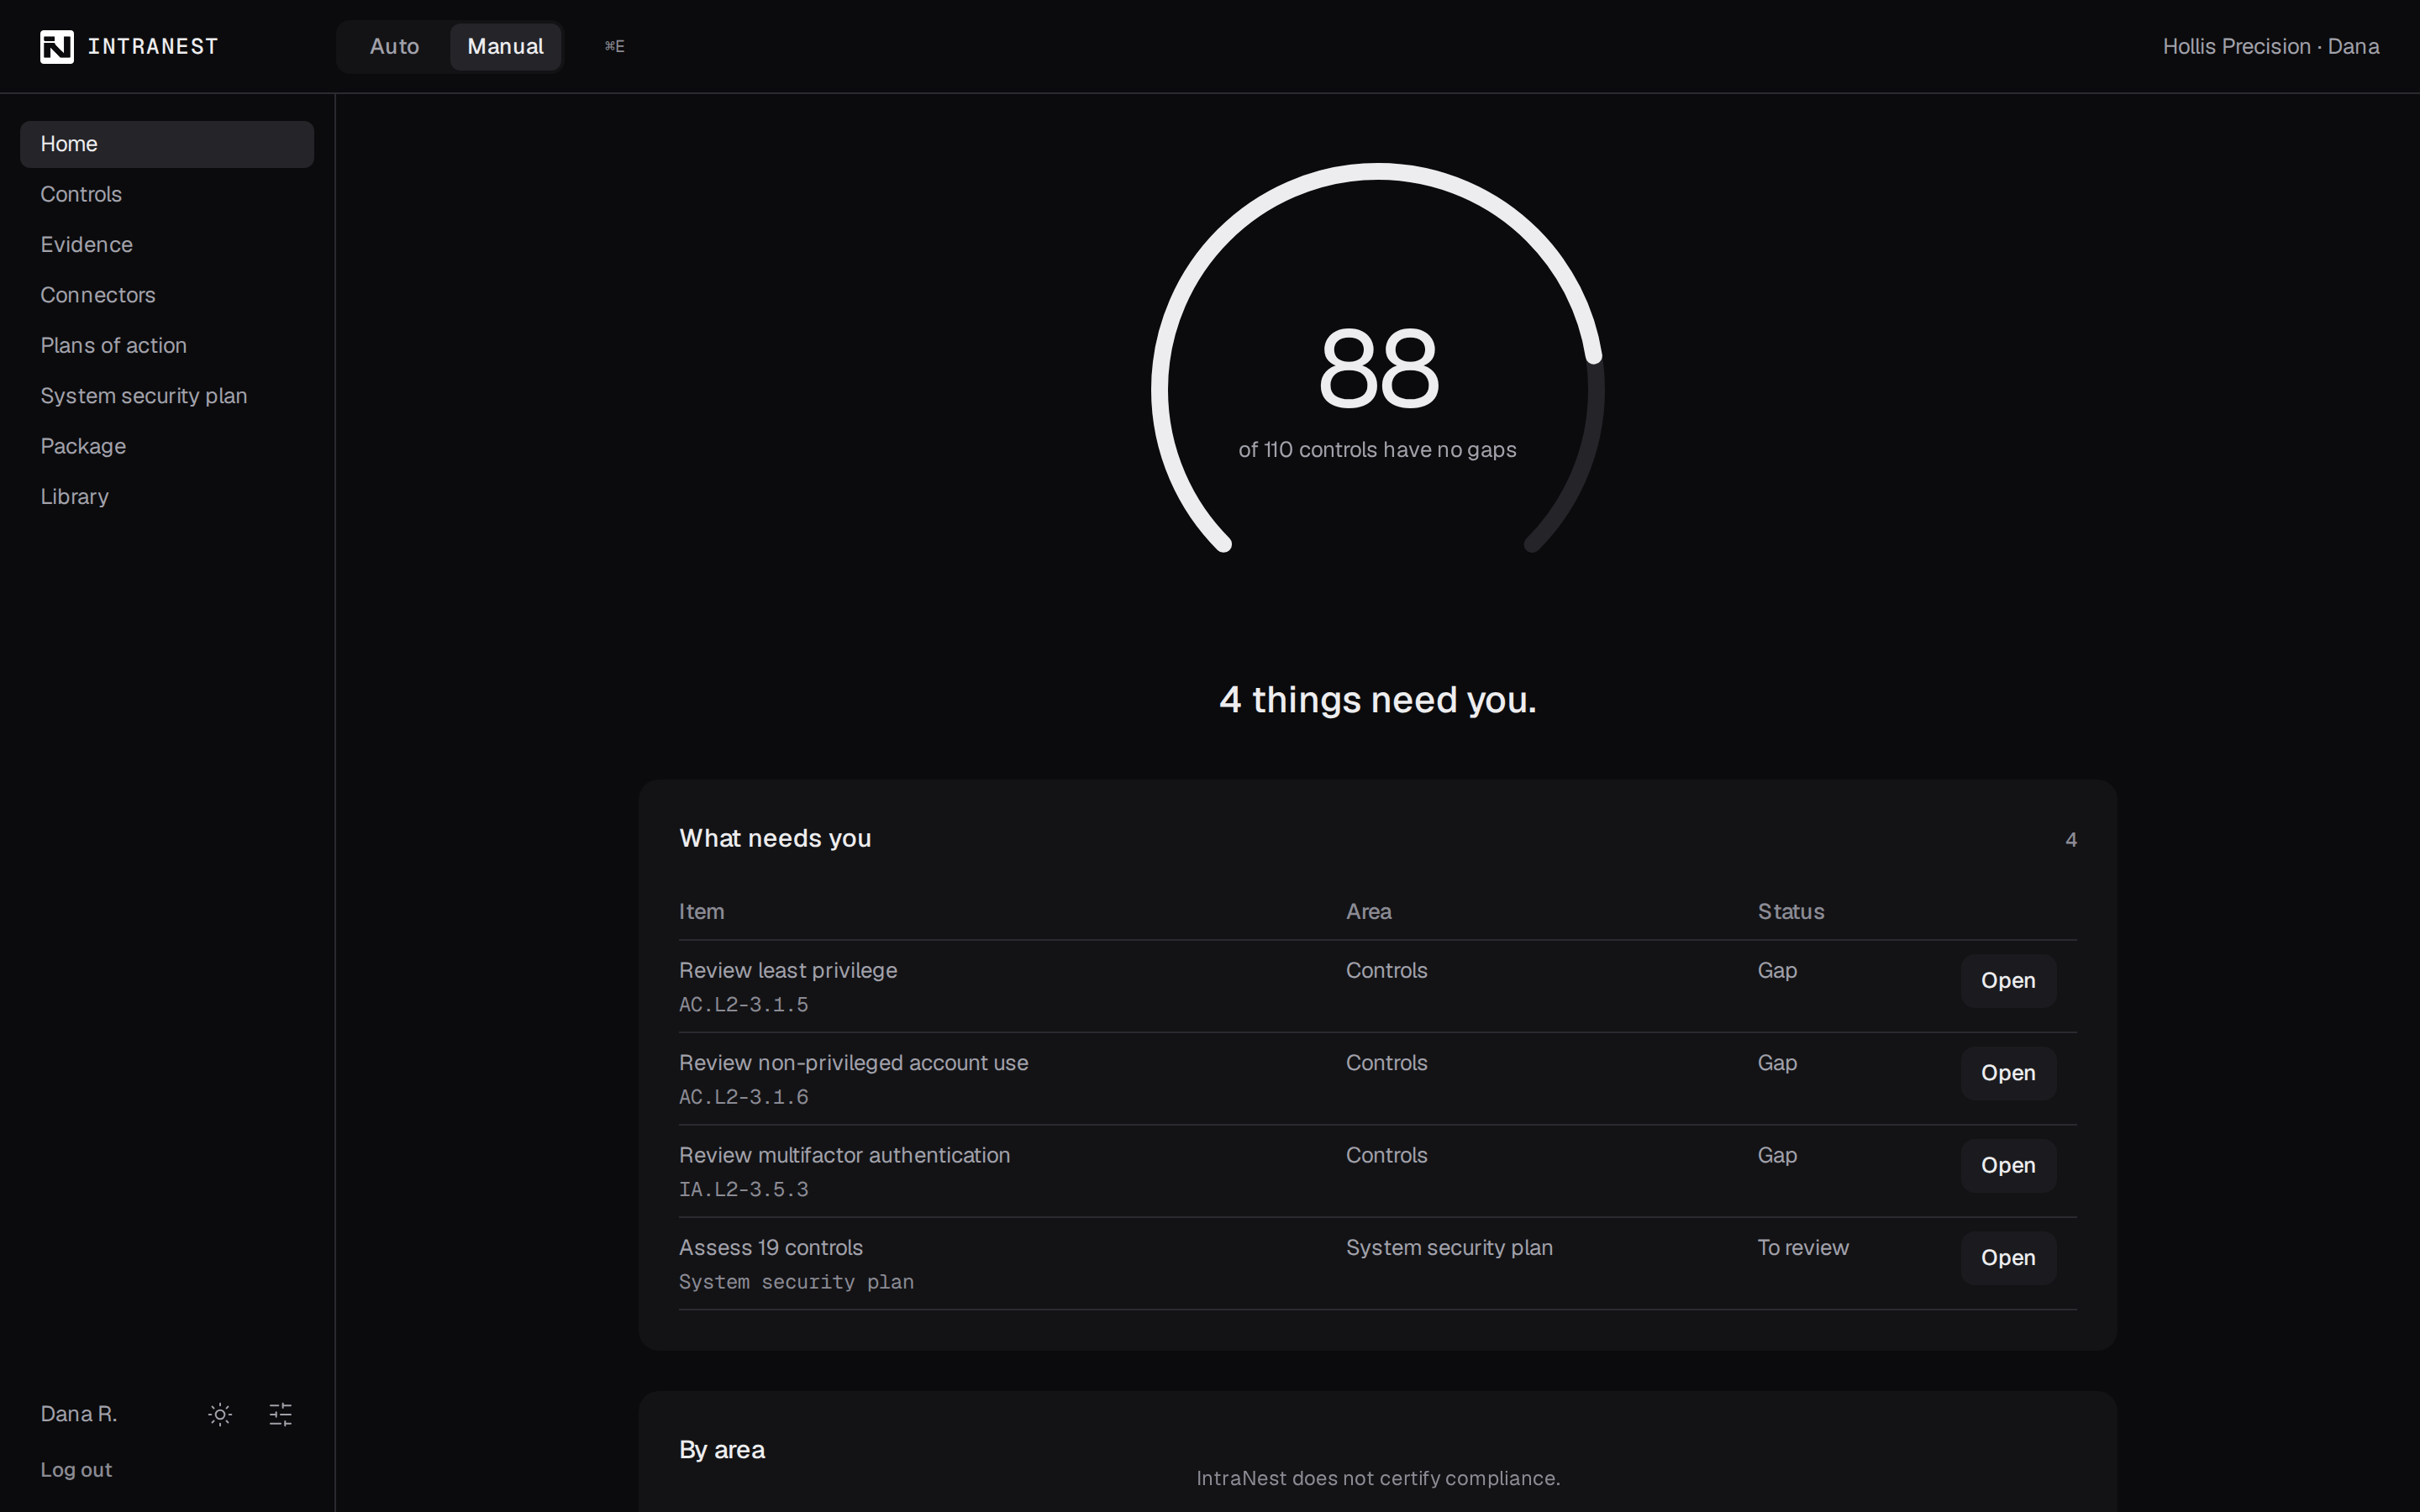 INTRANEST
Auto
Manual
⌘E
Hollis Precision · Dana
Home
Controls
Evidence
Connectors
Plans of action
System security plan
Package
Library
88
of 110 controls have no gaps
4 things need you.
What needs you
4
Item
Area
Status
Review least privilege
AC.L2-3.1.5
Controls
Gap
Open
Review non-privileged account use
AC.L2-3.1.6
Controls
Gap
Open
Review multifactor authentication
IA.L2-3.5.3
Controls
Gap
Open
Assess 19 controls
System security plan
System security plan
To review
Open
By area
IntraNest does not certify compliance.
Dana R.
Log out